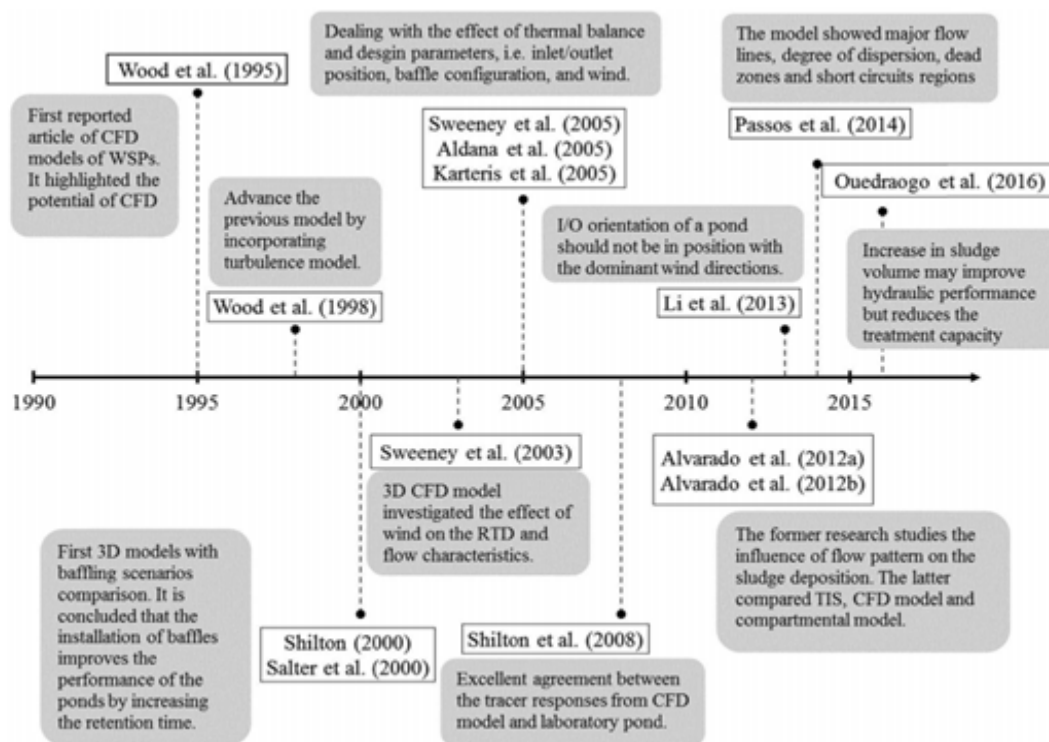 Dealing with the effect of thermal balance
and desgin parameters, i.e. inlet/outlet
position, baffle configuration, and wind.
The model showed major flow
lines, degree of dispersion, dead
zones and short circuits regions
Wood et al. (1995)
First reported
article of CFD
models of WSPs.
It highlighted the
potential of CFD
Sweeney et al. (2005)
Aldana et al. (2005)
Karteris et al. (2005)
Passos et al. (2014)
Ouedraogo et al. (2016)
Advance the
previous model by
incorporating
turbulence model.
I/O orientation of a pond
should not be in position with
the dominant wind directions.
Increase in sludge
volume may improve
hydraulic performance
but reduces the
treatment capacity
Wood et al. (1998)
Li et al. (2013)
1990
1995
2000
2005
2010
2015
Sweeney et al. (2003)
3D CFD model
investigated the effect of
wind on the RTD and
flow characteristics.
Alvarado et al. (2012a)
Alvarado et al. (2012b)
First 3D models with
baffling scenarios
comparison. It is
concluded that the
installation of baffles
improves the
performance of the
ponds by increasing
the retention time.
The former research studies the
influence of flow pattern on the
sludge deposition. The latter
compared TIS, CFD model and
compartmental model.
Shilton (2000)
Salter et al. (2000)
Shilton et al. (2008)
Excellent agreement between
the tracer responses from CFD
model and laboratory pond.